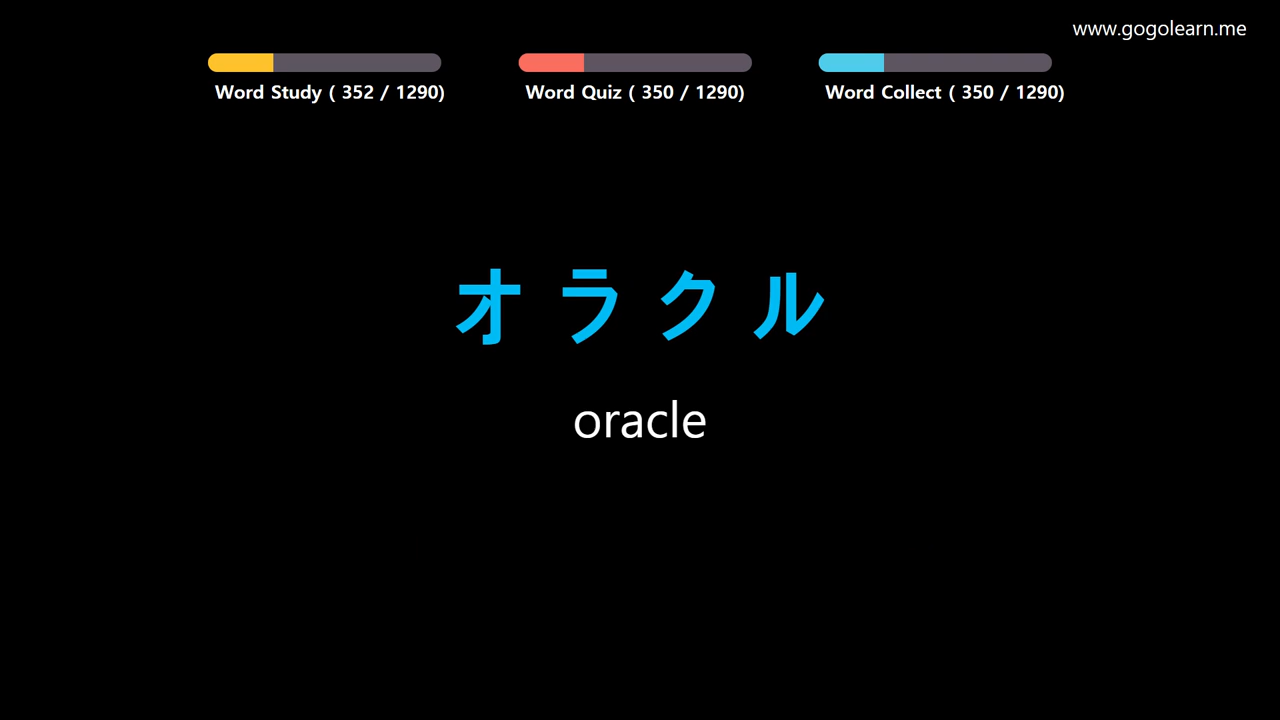 www.gogolearn.me
Word Study ( 352 / 1290)
Word Quiz ( 350 / 1290)
Word Collect ( 350 / 1290)
オラクル
oracle